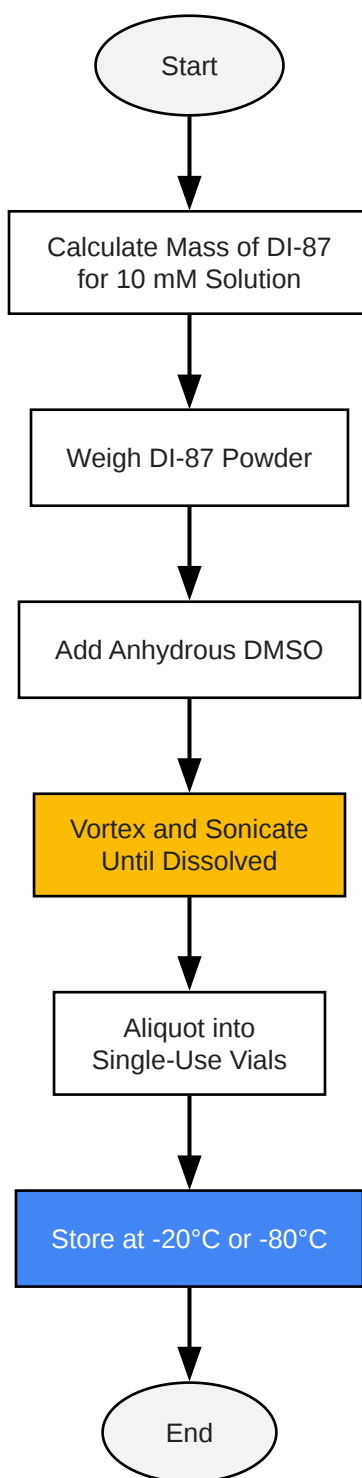 Start
Calculate Mass of DI-87
for 10 mM Solution
Weigh DI-87 Powder
Add Anhydrous DMSO
Vortex and Sonicate
Until Dissolved
Aliquot into
Single-Use Vials
Store at -20°C or -80°C
End